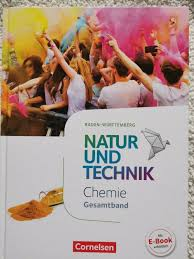 BADEN-WÜRTTEMBERG
NATUR
UND
TECHNIK
Chemie
Gesamtband
Cornelsen
E-Book